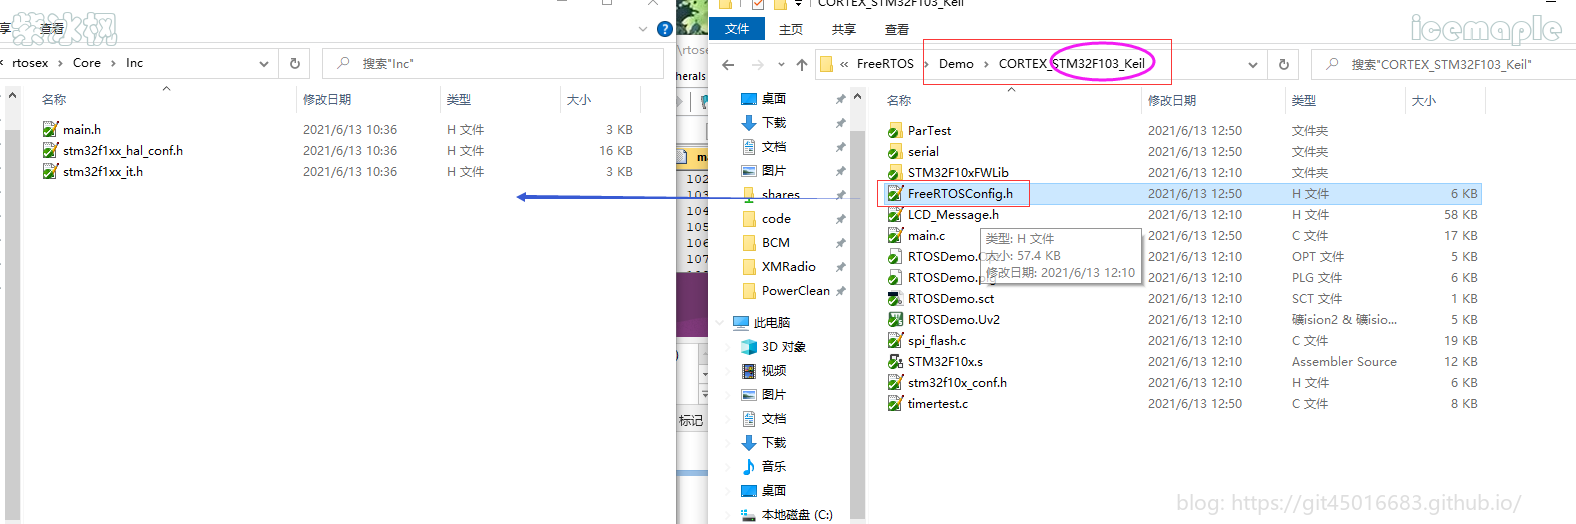 紫冰枫
享
查看
rtosex > Core > Inc
搜索"Inc"
名称
修改日期
类型
大小
main.h 2021/6/13 10:36 H 文件 3 KB
stm32f1xx_hal_conf.h 2021/6/13 10:36 H 文件 16 KB
stm32f1xx_it.h 2021/6/13 10:36 H 文件 3 KB
\rtose
herals
ma
102
103
104
105
106
107
标记
CORTEX_STM32F103_Keil
icemaple
文件
主页
共享
查看
« FreeRTOS > Demo > CORTEX_STM32F103_Keil
搜索"CORTEX_STM32F103_Keil"
桌面
下载
文档
图片
shares
code
BCM
XMRadio
PowerClean
此电脑
3D 对象
视频
图片
文档
下载
音乐
桌面
本地磁盘 (C:)
名称
修改日期
类型
大小
ParTest 2021/6/13 12:50 文件夹
serial 2021/6/13 12:50 文件夹
STM32F10xFWLib 2021/6/13 12:10 文件夹
FreeRTOSConfig.h 2021/6/13 12:50 H 文件 6 KB
LCD_Message.h 2021/6/13 12:10 H 文件 58 KB
main.c 2021/6/13 12:50 C 文件 17 KB
RTOSDemo. 2021/6/13 12:10 OPT 文件 5 KB
RTOSDemo.plg 2021/6/13 12:10 PLG 文件 6 KB
RTOSDemo.sct 2021/6/13 12:10 SCT 文件 1 KB
RTOSDemo.Uv2 2021/6/13 12:10 礦ision2 & 礦isio... 5 KB
spi_flash.c 2021/6/13 12:10 C 文件 19 KB
STM32F10x.s 2021/6/13 12:10 Assembler Source 12 KB
stm32f10x_conf.h 2021/6/13 12:10 H 文件 6 KB
timertest.c 2021/6/13 12:50 C 文件 8 KB
类型: H 文件
大小: 57.4 KB
修改日期: 2021/6/13 12:10
blog: https://git45016683.github.io/